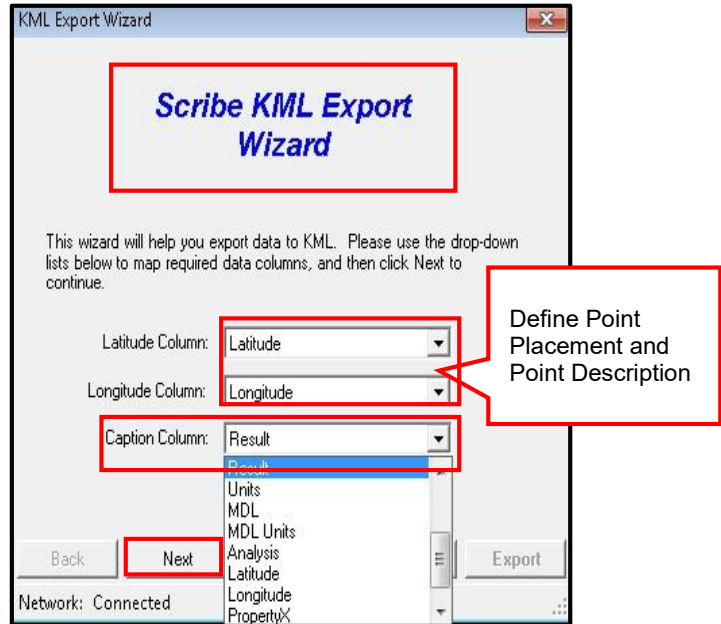 KML Export Wizard
Scribe KML Export
Wizard
This wizard will help you export data to KML. Please use the drop-down
lists below to map required data columns, and then click Next to
continue.
Define Point
Placement and
Point Description
Latitude Column: Latitude
Longitude Column: Longitude
Caption Column: Result
Result
Units
MDL
MDL Units
Analysis
Latitude
Longitude
PropertyX
Back Next Export
Network: Connected